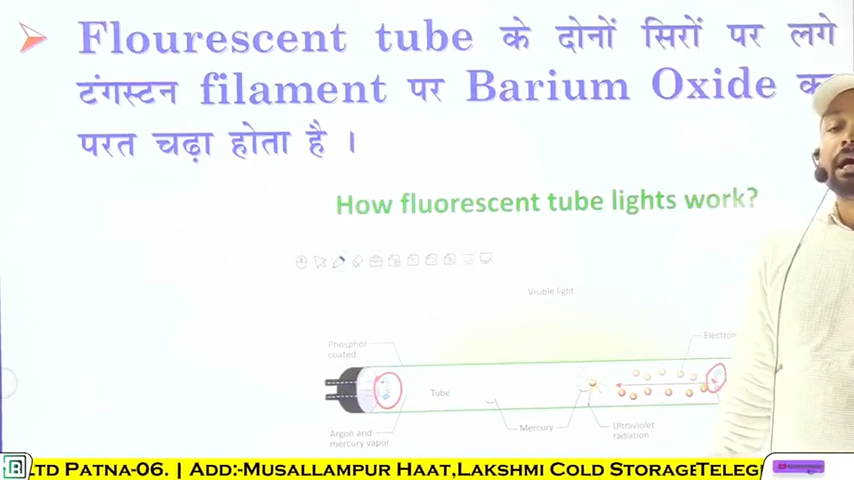 Flourescent tube के दोनों सिरों पर लगे
टंगस्टन filament पर Barium Oxide
परत चढ़ा होता है ।
How fluorescent tube lights work?
Visible light
Phosphor
coated
Electron
Tube
Mercury
Ultraviolet
radiation
Argon and
mercury vapor
LTD PATNA-06. | ADD:-MUSALLAMPUR HAAT,LAKSHMI COLD STORAGE